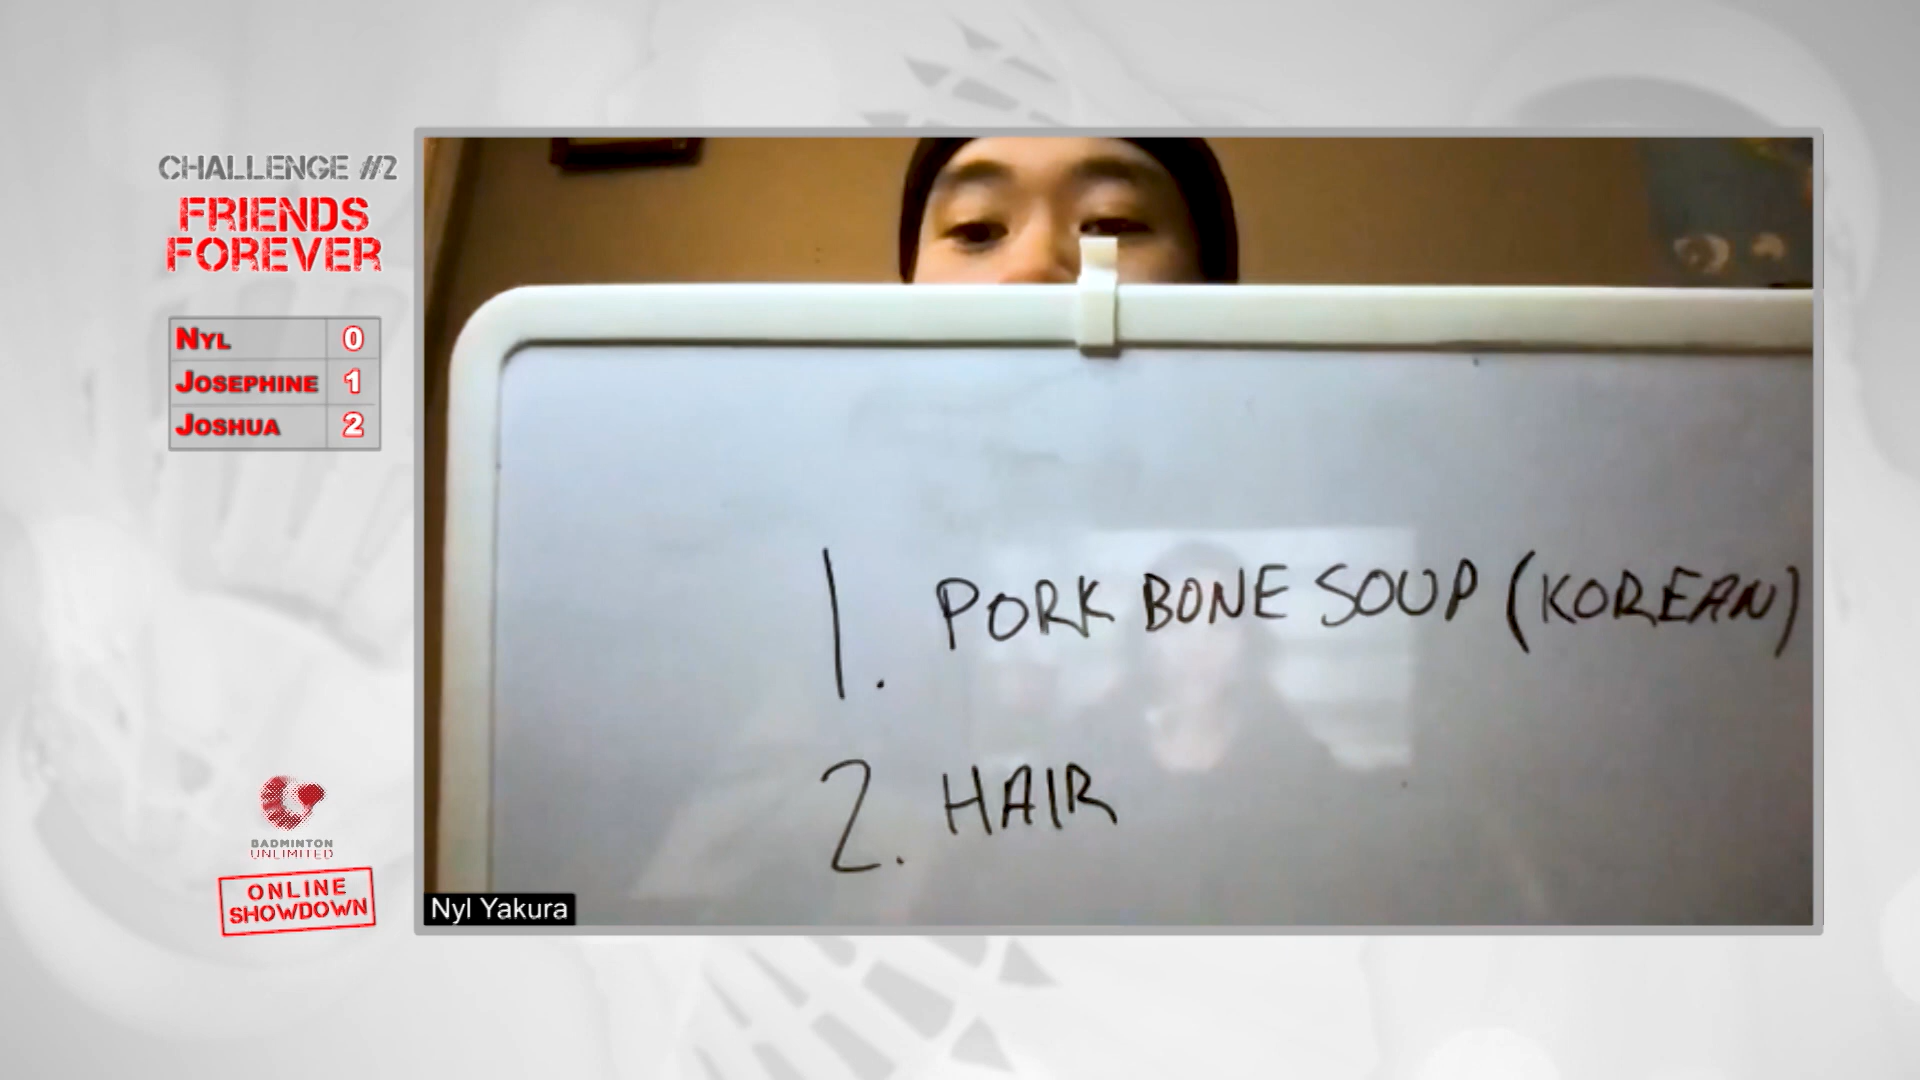 CHALLENGE #2
FRIENDS
FOREVER
NYL 0
JOSEPHINE 1
JOSHUA 2
1. PORK BONE SOUP (KOREAN)
2. HAIR
Nyl Yakura
BADMINTON
UNLIMITED
ONLINE
SHOWDOWN